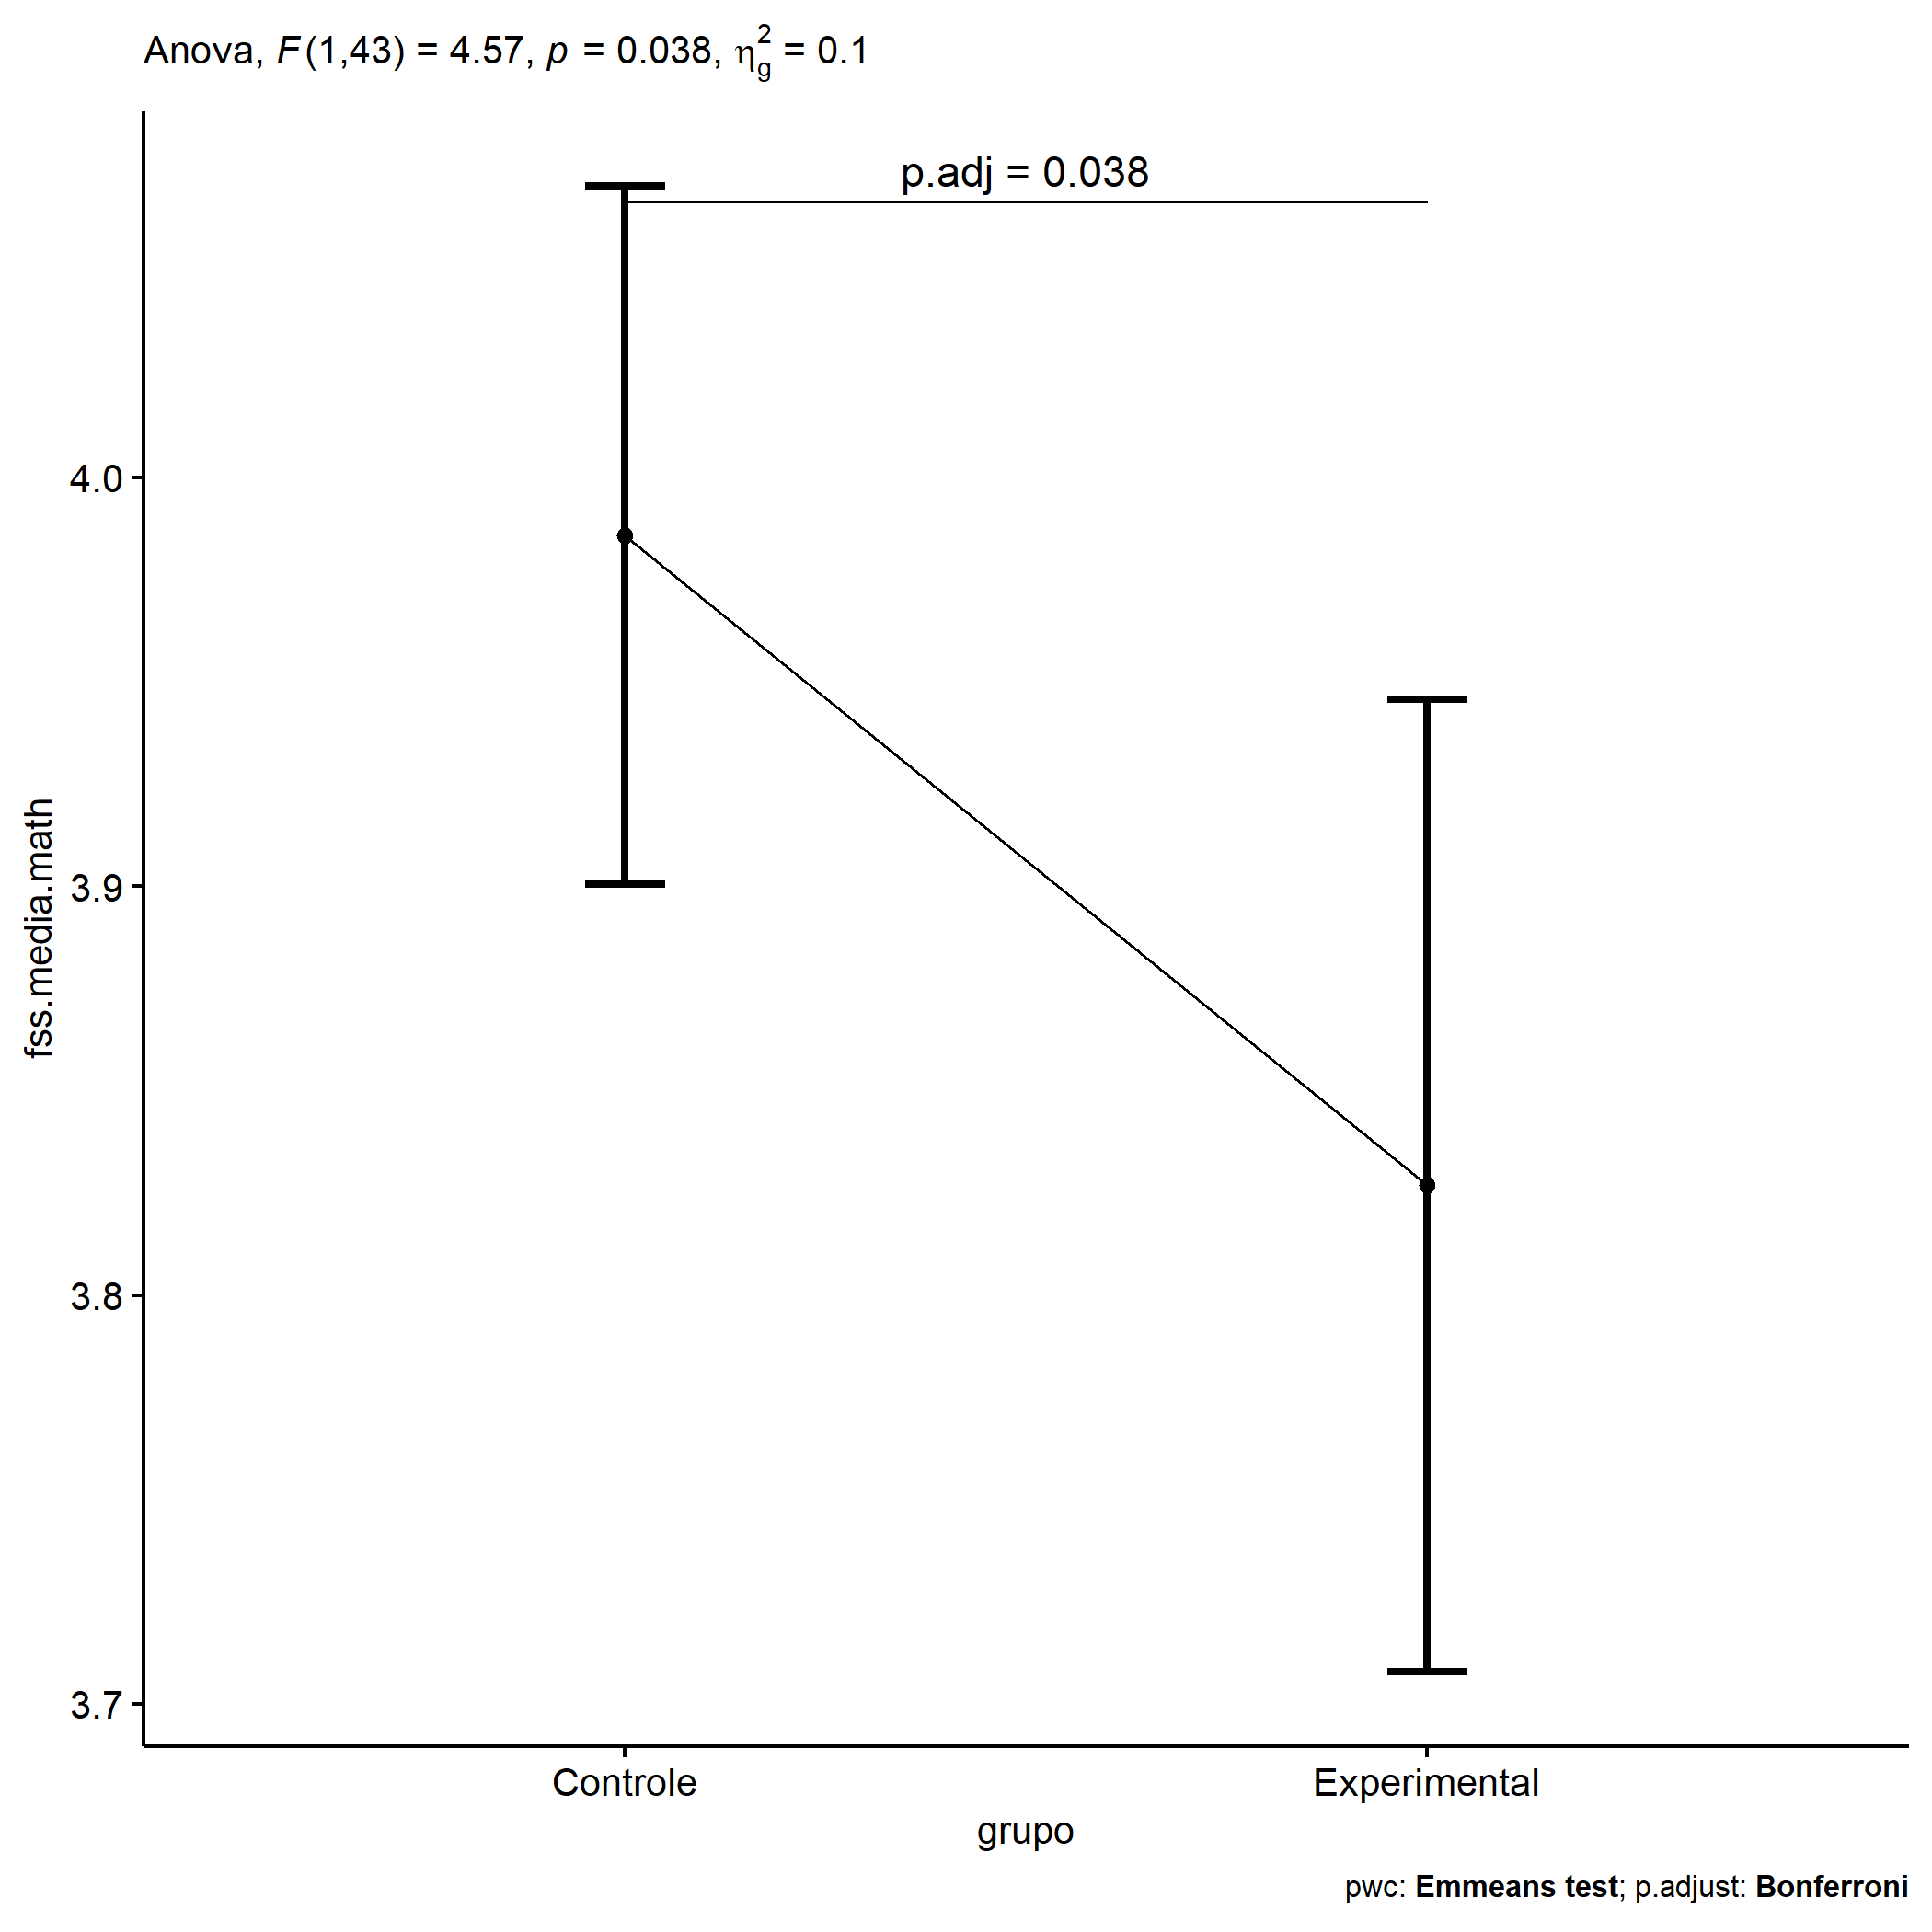 Anova, F(1,43) = 4.57, p = 0.038, η²g = 0.1
p.adj = 0.038
4.0
3.9
3.8
3.7
fss.media.math
Controle
Experimental
grupo
pwc: Emmeans test; p.adjust: Bonferroni